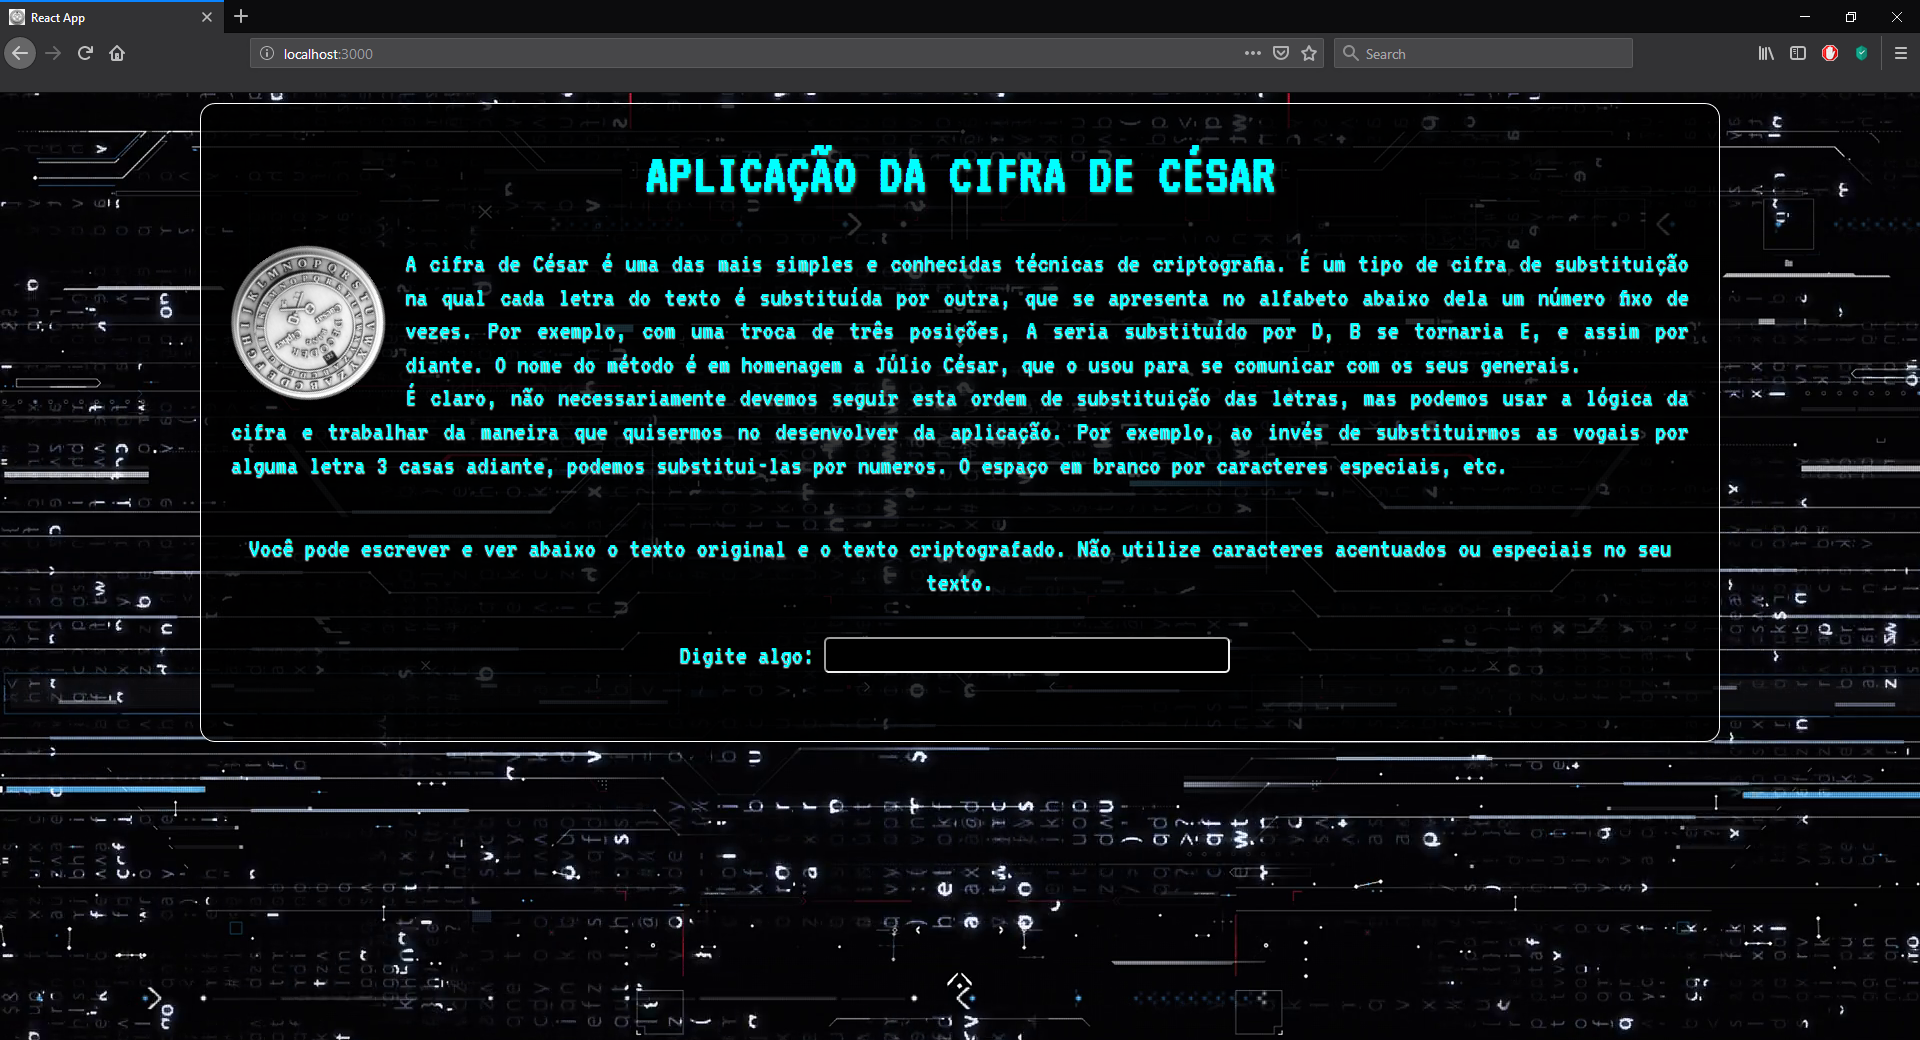 React App
localhost:3000
Search
APLICAÇÃO DA CIFRA DE CÉSAR
A cifra de César é uma das mais simples e conhecidas técnicas de criptografia. É um tipo de cifra de substituição
na qual cada letra do texto é substituída por outra, que se apresenta no alfabeto abaixo dela um número fixo de
vezes. Por exemplo, com uma troca de três posições, A seria substituído por D, B se tornaria E, e assim por
diante. O nome do método é em homenagem a Júlio César, que o usou para se comunicar com os seus generais.
É claro, não necessariamente devemos seguir esta ordem de substituição das letras, mas podemos usar a lógica da
cifra e trabalhar da maneira que quisermos no desenvolver da aplicação. Por exemplo, ao invés de substituirmos as vogais por
alguma letra 3 casas adiante, podemos substitui-las por numeros. O espaço em branco por caracteres especiais, etc.
Você pode escrever e ver abaixo o texto original e o texto criptografado. Não utilize caracteres acentuados ou especiais no seu
texto.
Digite algo: